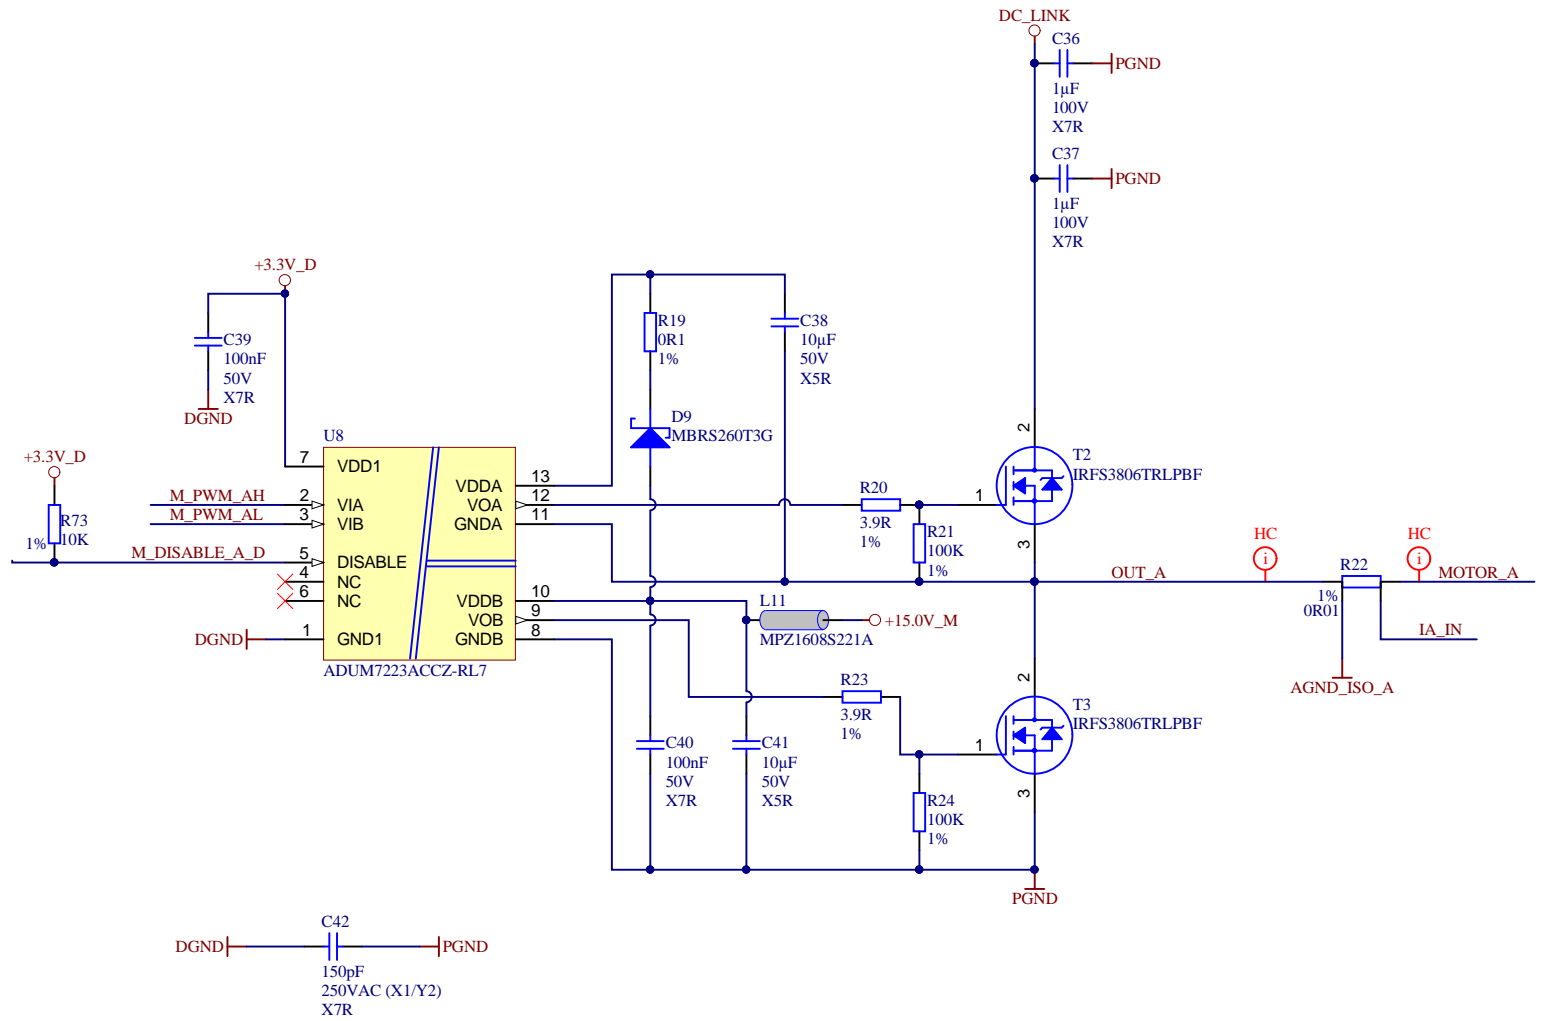 DC_LINK
C36
PGND
1µF
100V
X7R
C37
PGND
1µF
100V
X7R
+3.3V_D
C39
100nF
50V
X7R
DGND
R19
0R1
1%
C38
10µF
50V
X5R
D9
MBRS260T3G
+3.3V_D
R73
10K
1%
M_PWM_AH
M_PWM_AL
M_DISABLE_A_D
DGND
U8
7
VDD1
2
VIA
3
VIB
5
DISABLE
4
NC
6
NC
1
GND1
VDDA
13
VOA
12
GNDA
11
VDDB
10
VOB
9
GNDB
8
ADUM7223ACCZ-RL7
R20
3.9R
1%
R21
100K
1%
2
T2
IRFS3806TRLPBF
1
3
OUT_A
HC
i
HC
i
R22
1%
0R01
MOTOR_A
IA_IN
AGND_ISO_A
L11
+15.0V_M
MPZ1608S221A
R23
3.9R
1%
2
T3
IRFS3806TRLPBF
1
3
C40
100nF
50V
X7R
C41
10µF
50V
X5R
R24
100K
1%
PGND
DGND
C42
PGND
150pF
250VAC (X1/Y2)
X7R